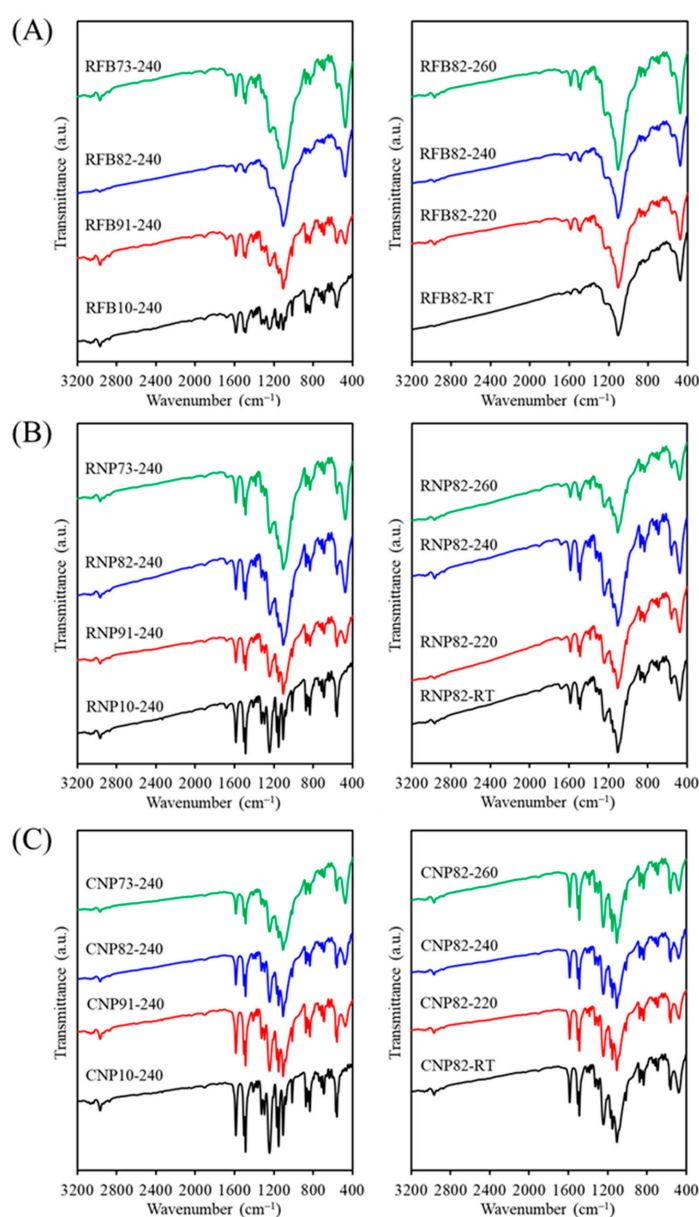 (A)
RFB73-240
RFB82-240
RFB91-240
RFB10-240
Transmittance (a.u.)
3200 2800 2400 2000 1600 1200 800 400
Wavenumber (cm⁻¹)
RFB82-260
RFB82-240
RFB82-220
RFB82-RT
Transmittance (a.u.)
3200 2800 2400 2000 1600 1200 800 400
Wavenumber (cm⁻¹)
(B)
RNP73-240
RNP82-240
RNP91-240
RNP10-240
Transmittance (a.u.)
3200 2800 2400 2000 1600 1200 800 400
Wavenumber (cm⁻¹)
RNP82-260
RNP82-240
RNP82-220
RNP82-RT
Transmittance (a.u.)
3200 2800 2400 2000 1600 1200 800 400
Wavenumber (cm⁻¹)
(C)
CNP73-240
CNP82-240
CNP91-240
CNP10-240
Transmittance (a.u.)
3200 2800 2400 2000 1600 1200 800 400
Wavenumber (cm⁻¹)
CNP82-260
CNP82-240
CNP82-220
CNP82-RT
Transmittance (a.u.)
3200 2800 2400 2000 1600 1200 800 400
Wavenumber (cm⁻¹)